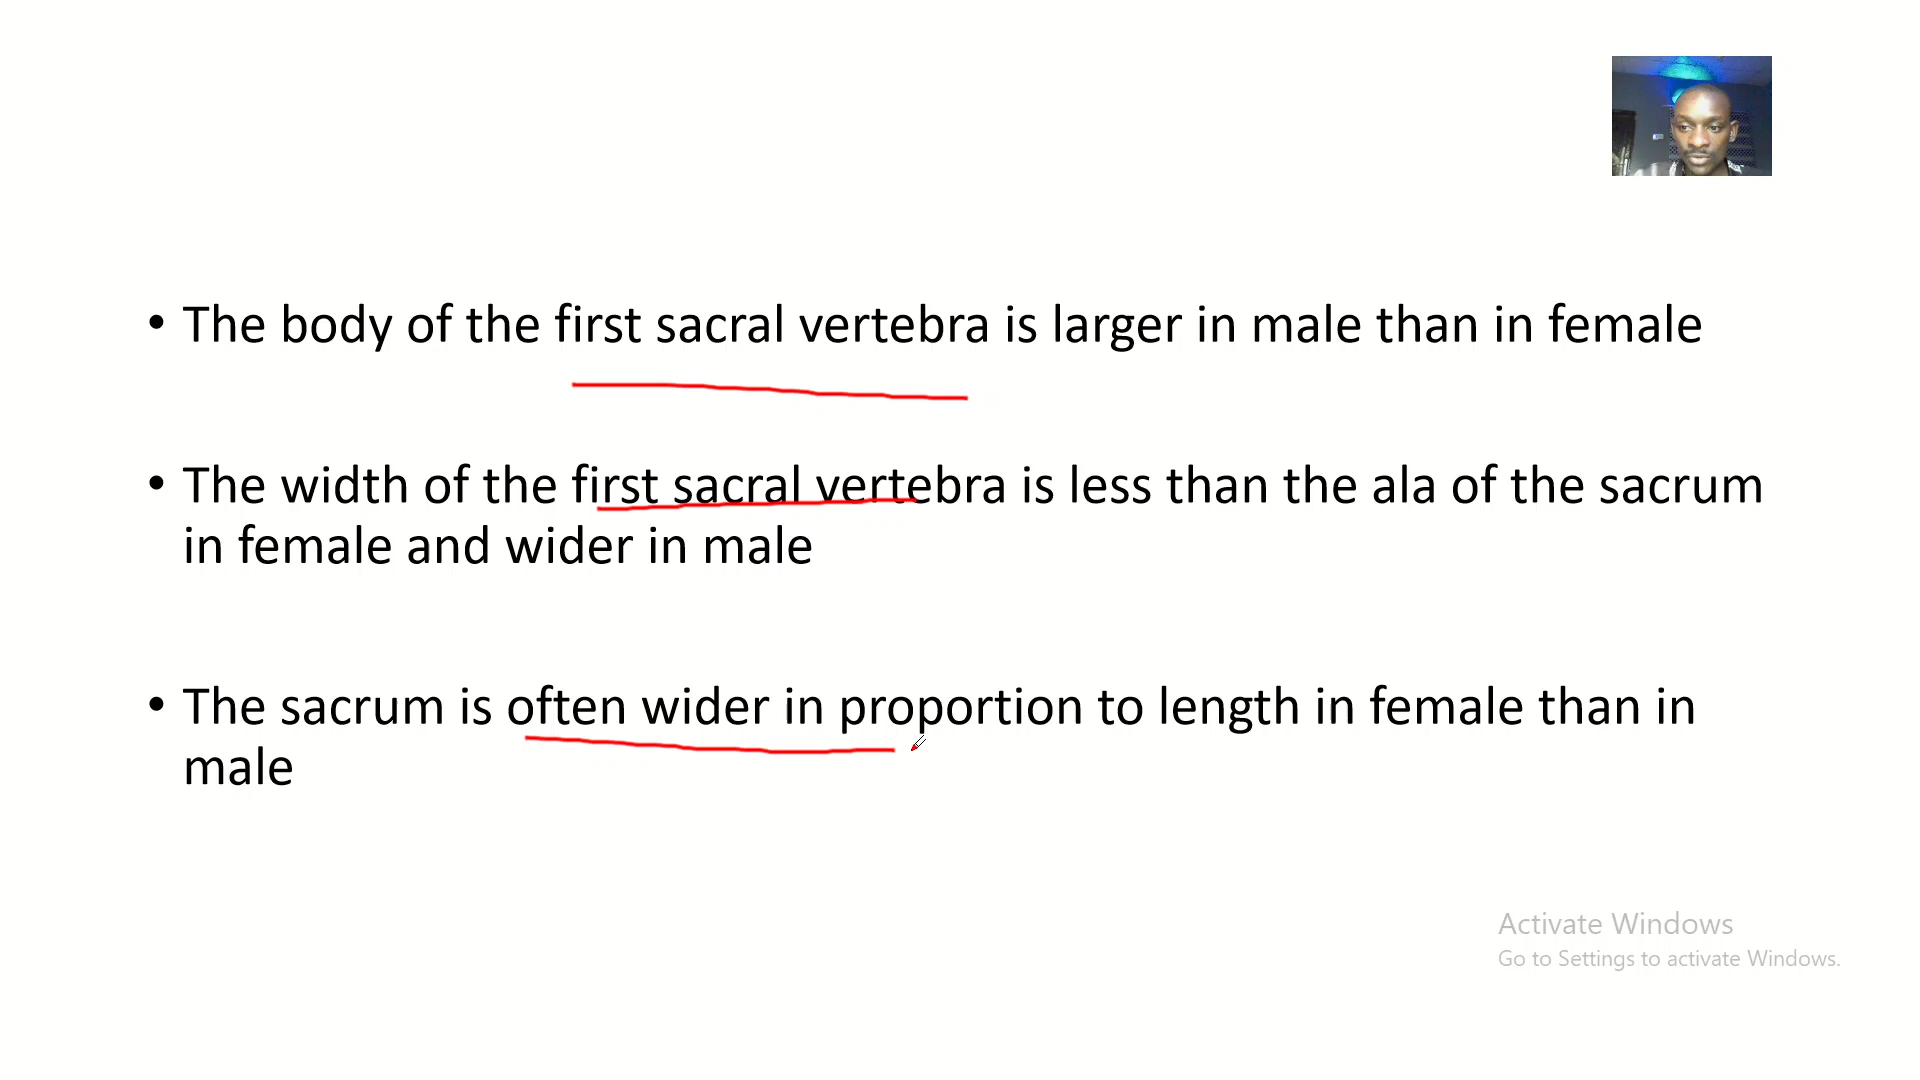 • The body of the first sacral vertebra is larger in male than in female
• The width of the first sacral vertebra is less than the ala of the sacrum
in female and wider in male
• The sacrum is often wider in proportion to length in female than in
male
Activate Windows
Go to Settings to activate Windows.